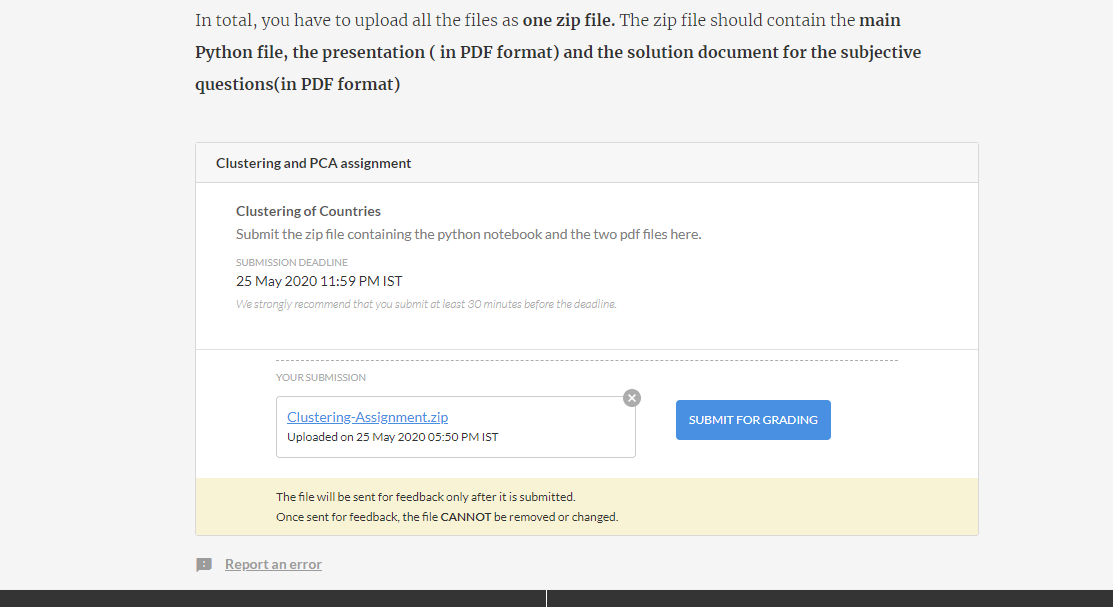 In total, you have to upload all the files as one zip file. The zip file should contain the main
Python file, the presentation ( in PDF format) and the solution document for the subjective
questions(in PDF format)
Clustering and PCA assignment
Clustering of Countries
Submit the zip file containing the python notebook and the two pdf files here.
SUBMISSION DEADLINE
25 May 2020 11:59 PM IST
We strongly recommend that you submit at least 30 minutes before the deadline.
YOUR SUBMISSION
Clustering-Assignment.zip
Uploaded on 25 May 2020 05:50 PM IST
SUBMIT FOR GRADING
The file will be sent for feedback only after it is submitted.
Once sent for feedback, the file CANNOT be removed or changed.
Report an error